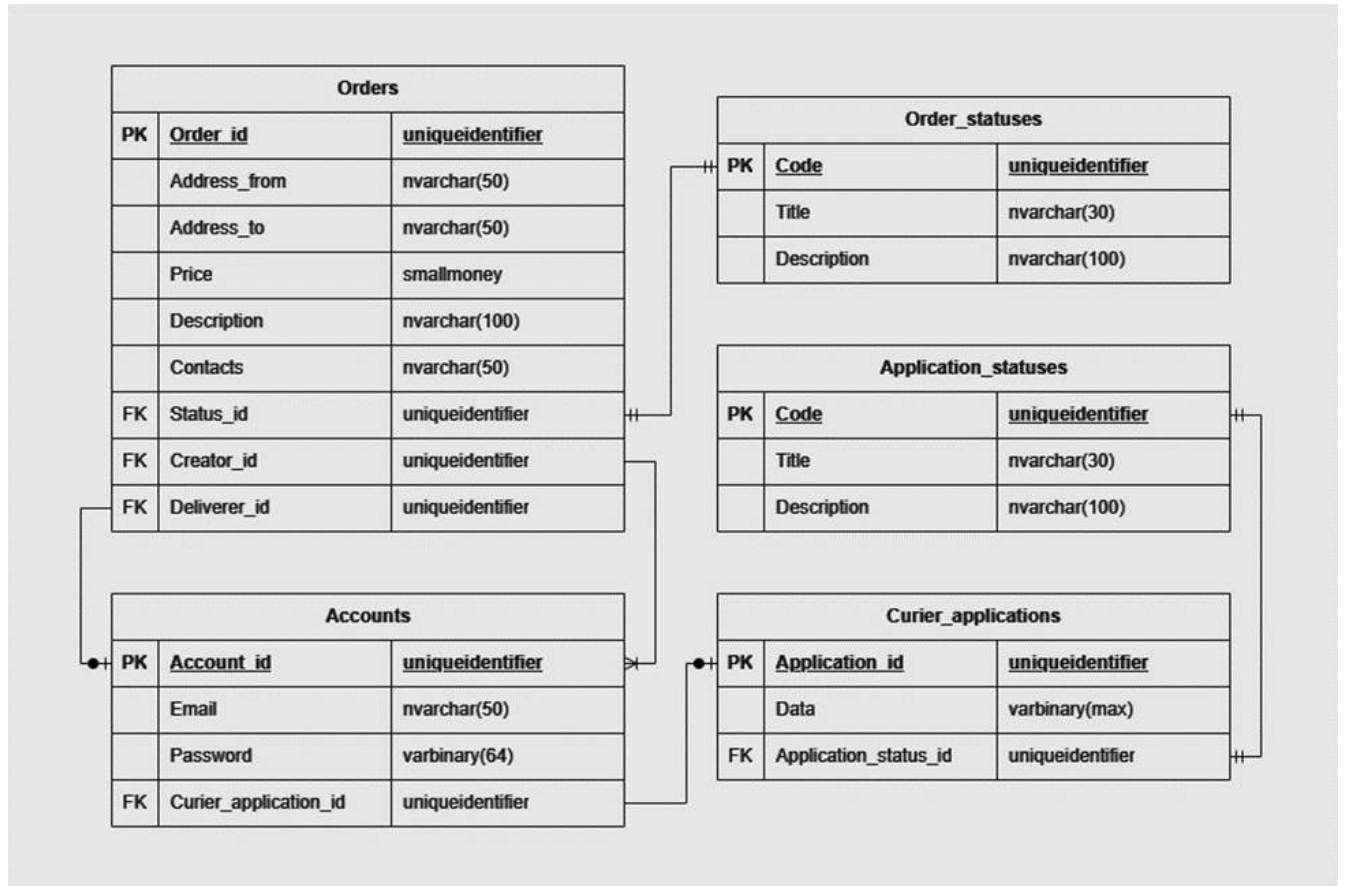 Orders
PK Order_id uniqueidentifier
Address_from nvarchar(50)
Address_to nvarchar(50)
Price smallmoney
Description nvarchar(100)
Contacts nvarchar(50)
FK Status_id uniqueidentifier
FK Creator_id uniqueidentifier
FK Deliverer_id uniqueidentifier
Order_statuses
PK Code uniqueidentifier
Title nvarchar(30)
Description nvarchar(100)
Application_statuses
PK Code uniqueidentifier
Title nvarchar(30)
Description nvarchar(100)
Accounts
PK Account_id uniqueidentifier
Email nvarchar(50)
Password varbinary(64)
FK Curier_application_id uniqueidentifier
Curier_applications
PK Application_id uniqueidentifier
Data varbinary(max)
FK Application_status_id uniqueidentifier